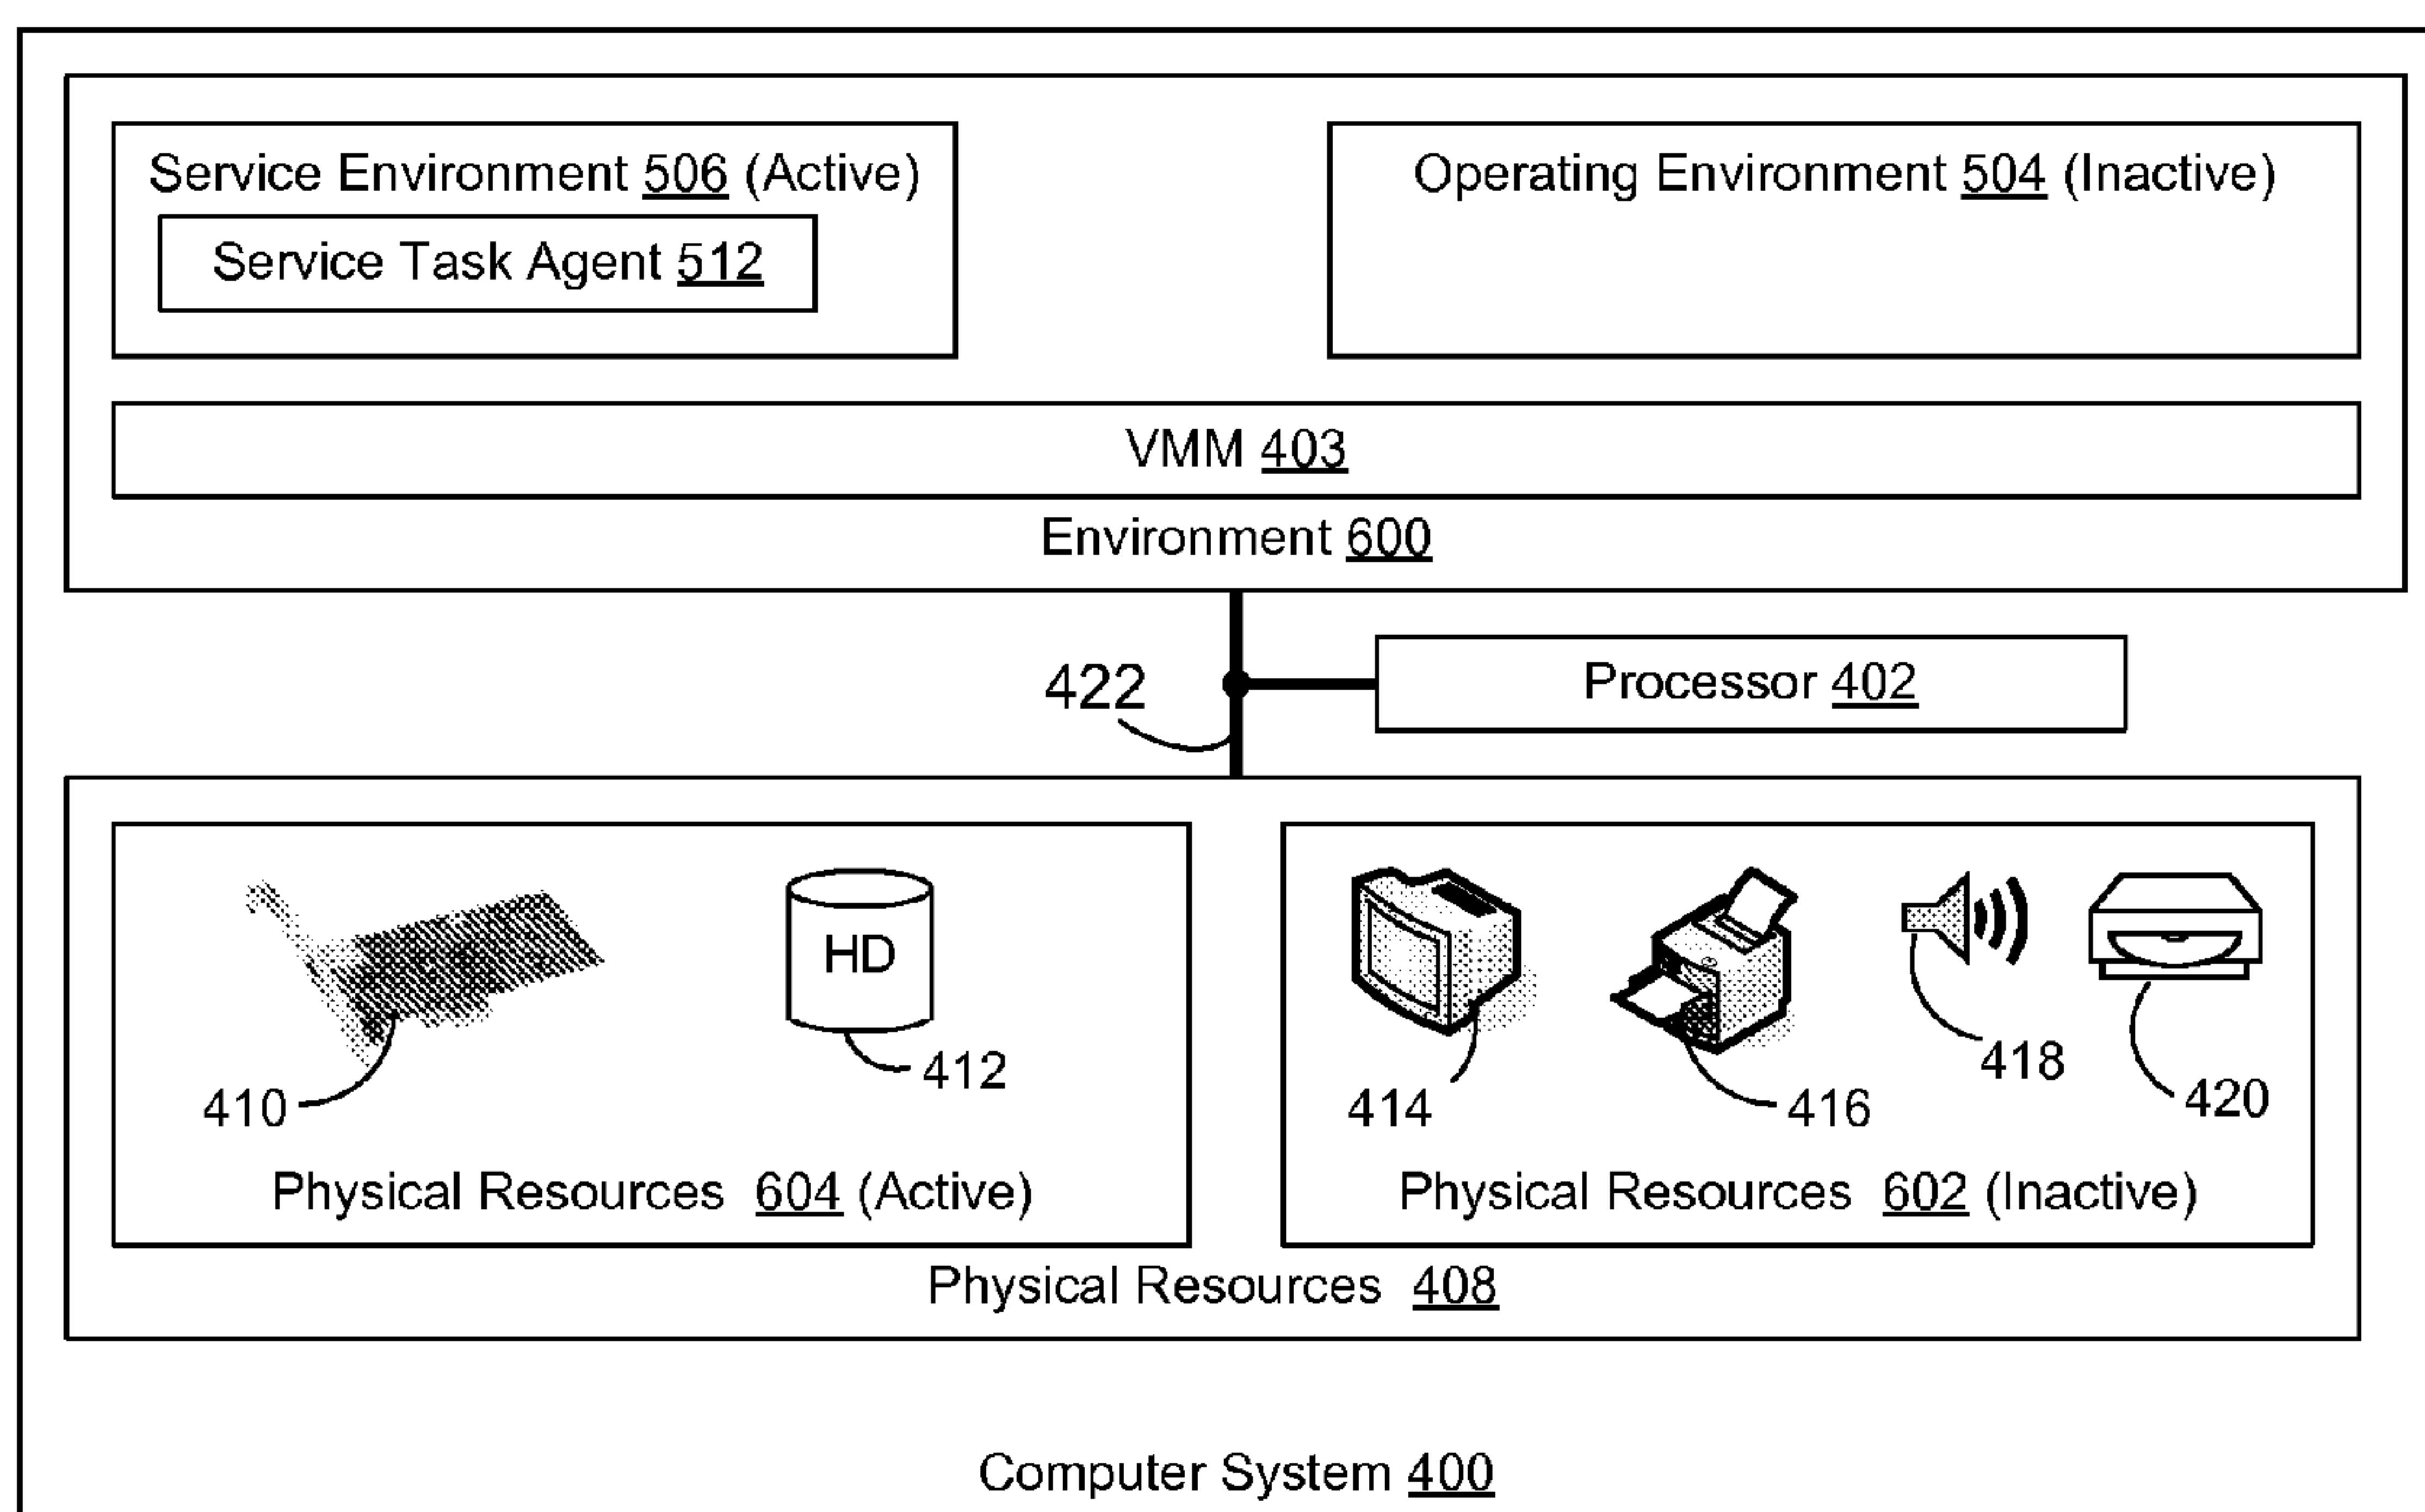 Service Environment 506 (Active)
Service Task Agent 512
Operating Environment 504 (Inactive)
VMM 403
Environment 600
422
Processor 402
HD
410
412
414
416
418
420
Physical Resources 604 (Active)
Physical Resources 602 (Inactive)
Physical Resources 408
Computer System 400